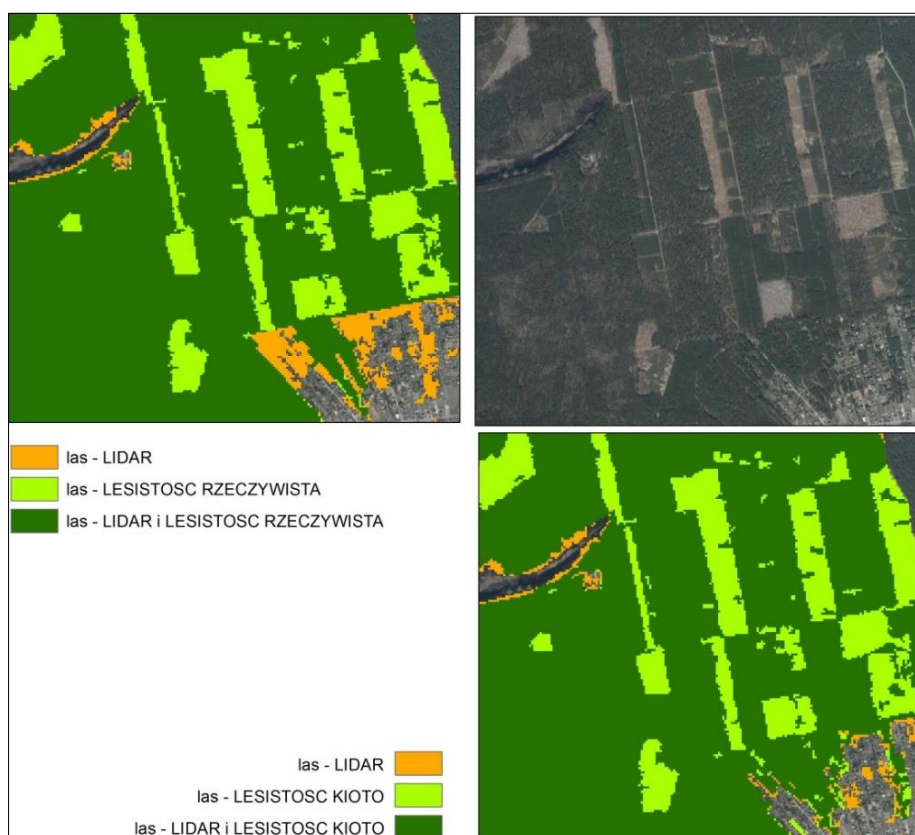 las - LIDAR
las - LESISTOSC RZECZYWISTA
las - LIDAR i LESISTOSC RZECZYWISTA
las - LIDAR
las - LESISTOSC KIOTO
las - LIDAR i LESISTOSC KIOTO